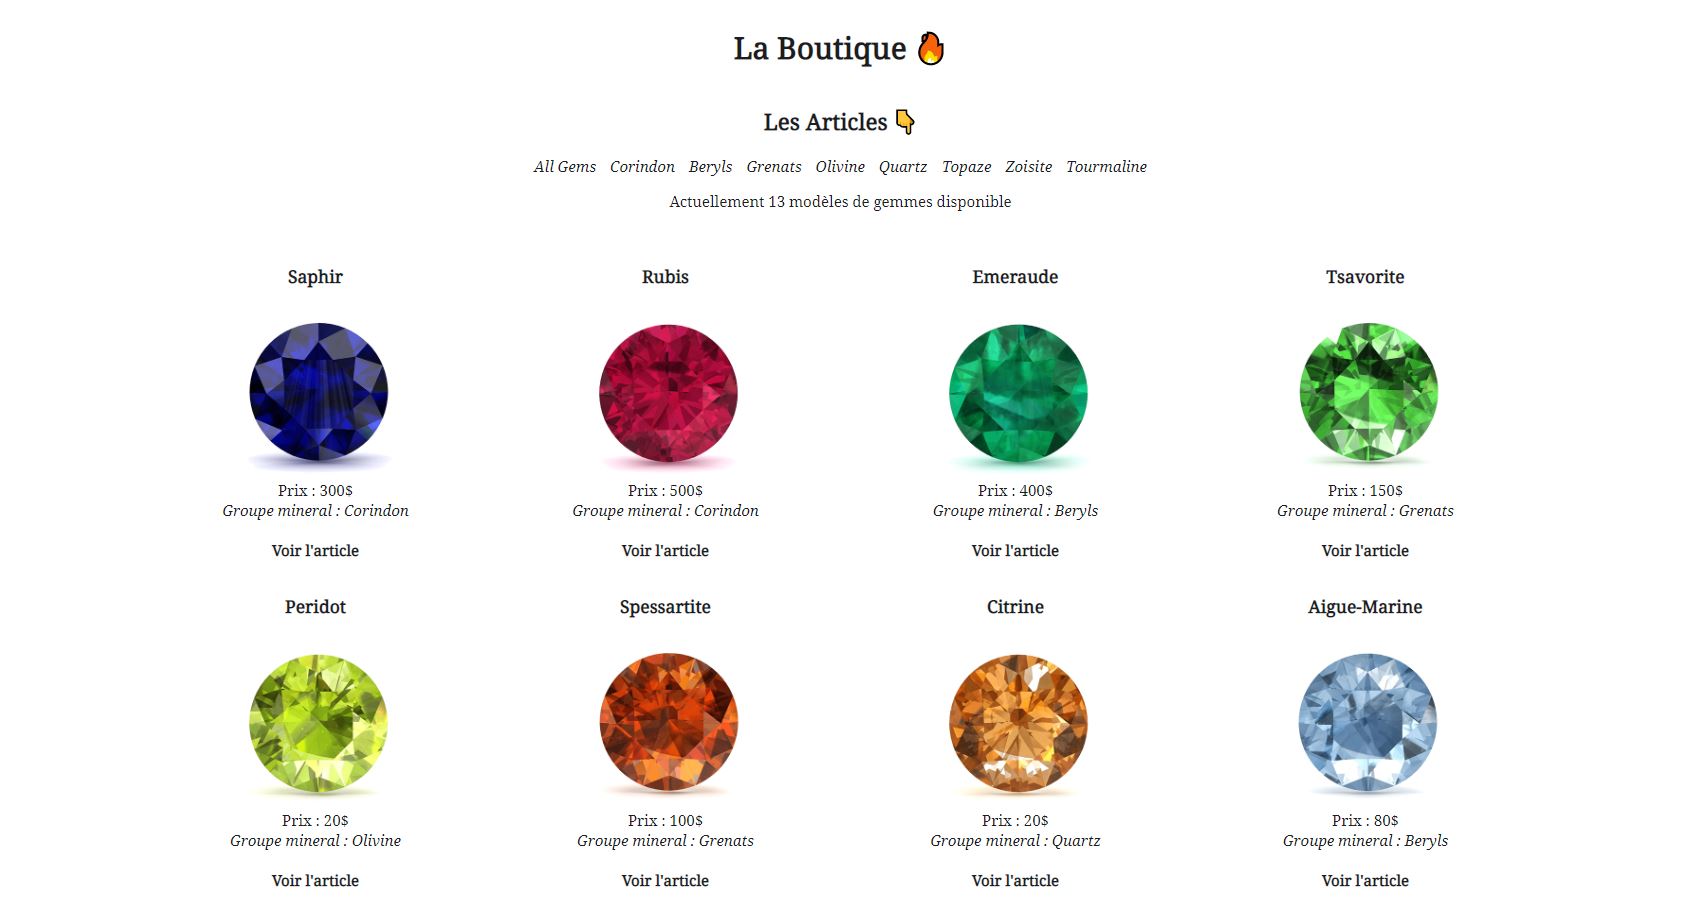 La Boutique 🔥
Les Articles 👇
All Gems Corindon Beryls Grenats Olivine Quartz Topaze Zoisite Tourmaline
Actuellement 13 modèles de gemmes disponible
Saphir Rubis Emeraude Tsavorite
Prix : 300$ Prix : 500$ Prix : 400$ Prix : 150$
Groupe mineral : Corindon Groupe mineral : Corindon Groupe mineral : Beryls Groupe mineral : Grenats
Voir l'article Voir l'article Voir l'article Voir l'article
Peridot Spessartite Citrine Aigue-Marine
Prix : 20$ Prix : 100$ Prix : 20$ Prix : 80$
Groupe mineral : Olivine Groupe mineral : Grenats Groupe mineral : Quartz Groupe mineral : Beryls
Voir l'article Voir l'article Voir l'article Voir l'article